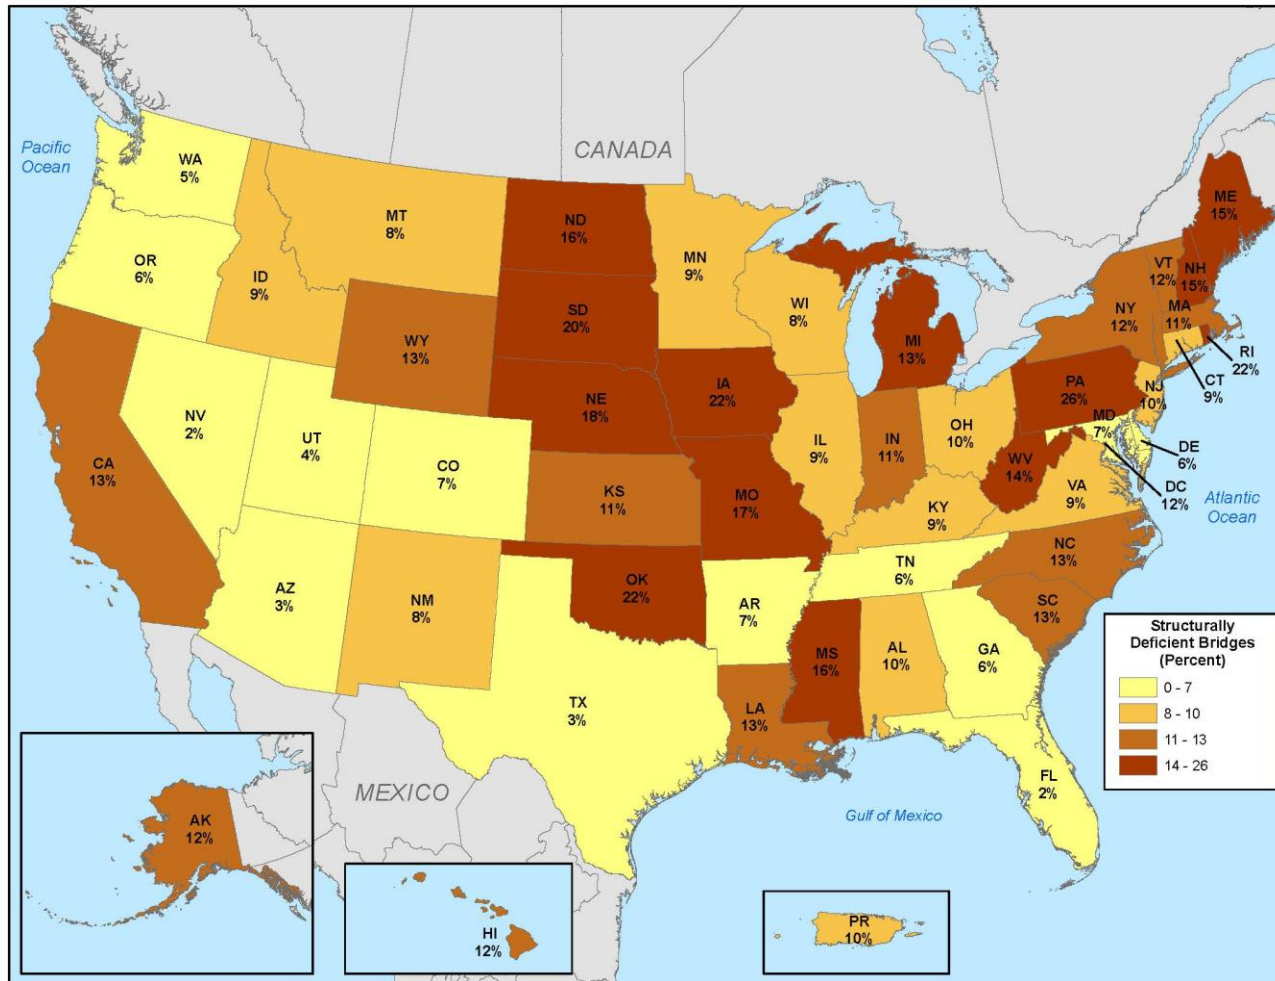 Pacific
Ocean
CANADA
WA
5%
MT
8%
ND
16%
MN
9%
ME
15%
OR
6%
ID
9%
SD
20%
WI
8%
VT
12%
NH
15%
NY
12%
MA
11%
WY
13%
MI
13%
RI
22%
CT
9%
NE
18%
IA
22%
PA
26%
NJ
10%
NV
2%
UT
4%
CO
7%
IL
9%
IN
11%
OH
10%
MD
7%
DE
6%
DC
12%
CA
13%
KS
11%
MO
17%
WV
14%
VA
9%
KY
9%
Atlantic
Ocean
AZ
3%
NM
8%
OK
22%
AR
7%
TN
6%
NC
13%
SC
13%
MS
16%
AL
10%
GA
6%
TX
3%
LA
13%
FL
2%
Structurally
Deficient Bridges
(Percent)
0 - 7
8 - 10
11 - 13
14 - 26
MEXICO
Gulf of Mexico
AK
12%
HI
12%
PR
10%